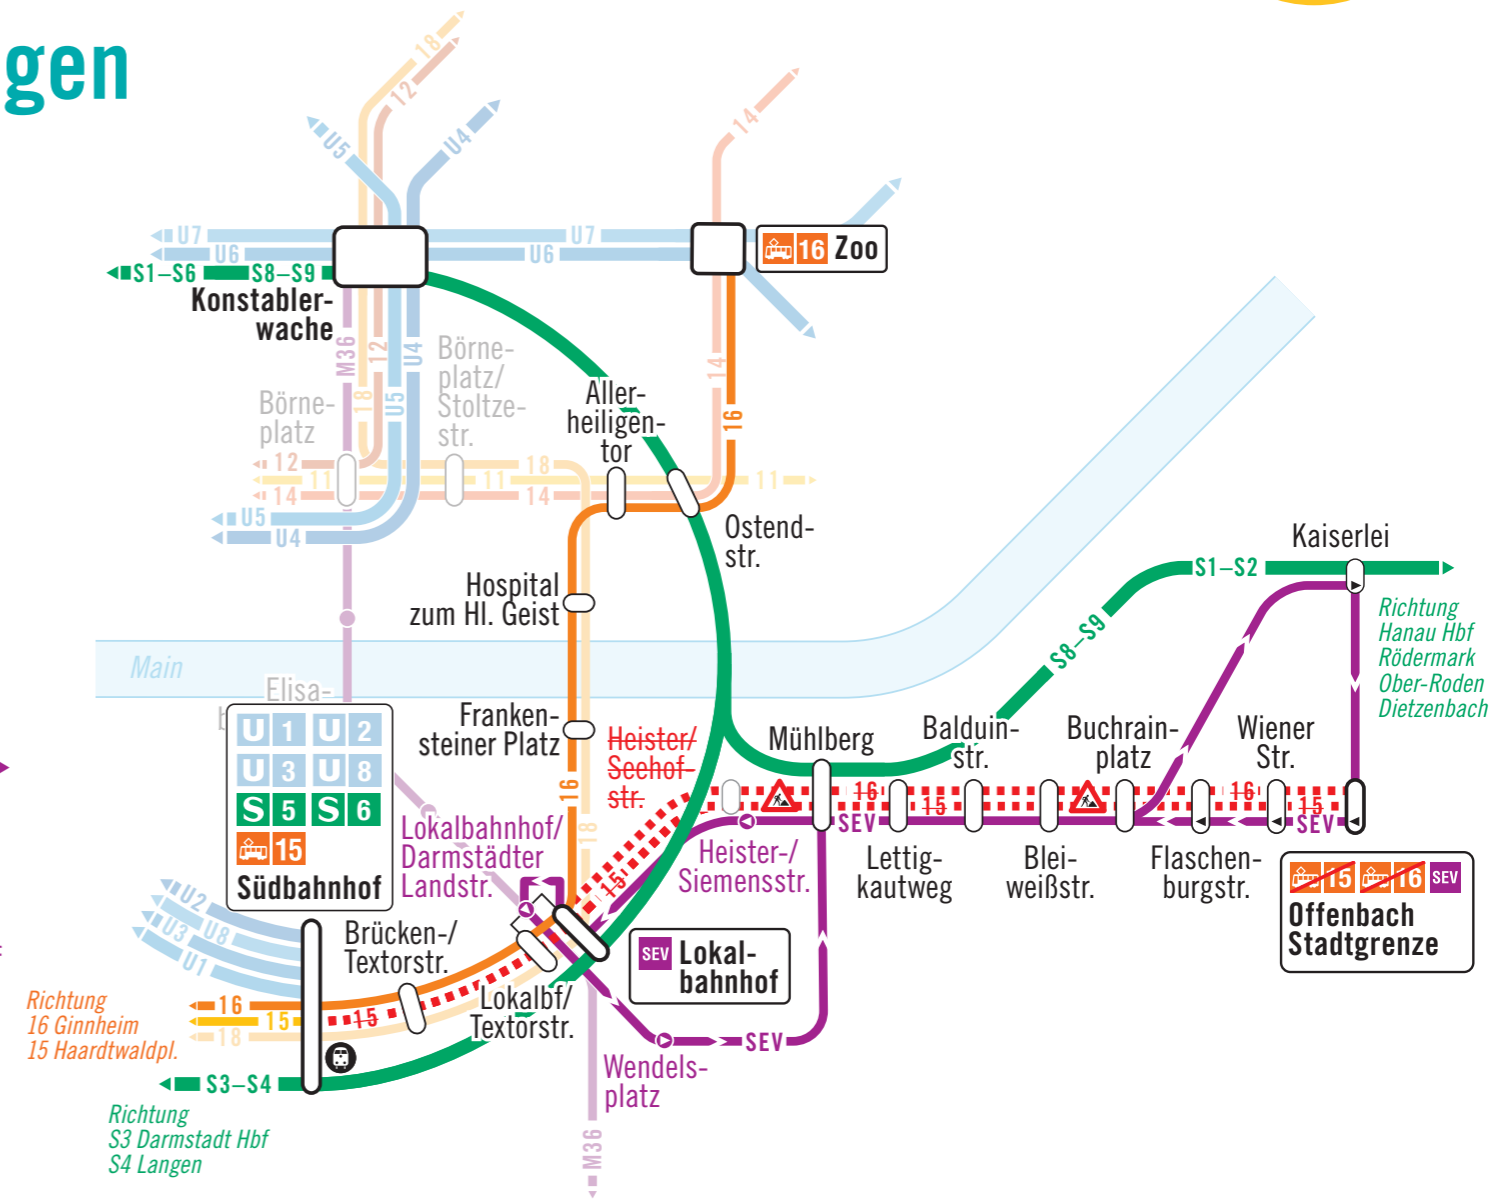 gen
18
12
14
U5
U4
U7
U7
U6
U6
16 Zoo
S1–S6
S8–S9
Konstabler-
wache
M36
12
U4
18
U5
14
16
Börne-
platz/
Stoltze-
str.
Börne-
platz
Aller-
heiligen-
tor
12
18
11
11
11
14
14
U5
U4
Ostend-
str.
Hospital
zum Hl. Geist
Kaiserlei
S1–S2
S8–S9
Richtung
Hanau Hbf
Rödermark
Ober-Roden
Dietzenbach
Main
Elisa-
b
U 1 U 2
U 3 U 8
S 5 S 6
15
Südbahnhof
Franken-
steiner Platz
16
18
Heister/
Seehof-
str.
Mühlberg
Balduin-
str.
Buchrain-
platz
Wiener
Str.
16
15
16
15
SEV
SEV
Lokalbahnhof/
Darmstädter
Landstr.
15
Heister-/
Siemensstr.
Lettig-
kautweg
Blei-
weißstr.
Flaschen-
burgstr.
15 16 SEV
Offenbach
Stadtgrenze
U2
U8
U3
U1
Brücken-/
Textorstr.
SEV Lokal-
bahnhof
Richtung
16 Ginnheim
15 Haardtwaldpl.
16
15
15
18
Lokalbf/
Textorstr.
SEV
Wendels-
platz
S3–S4
Richtung
S3 Darmstadt Hbf
S4 Langen
M36